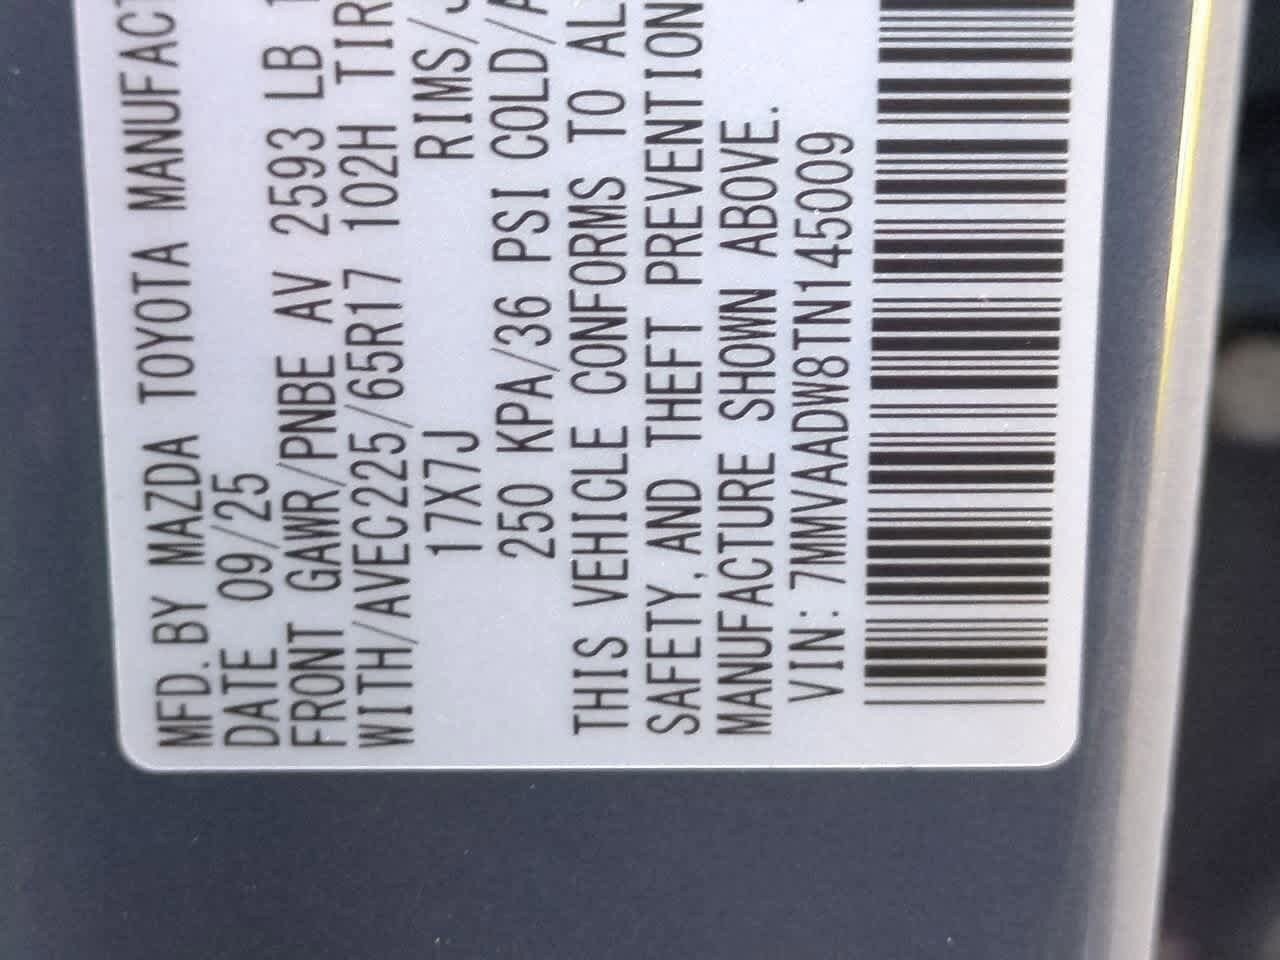 MFD.BY MAZDA TOYOTA MANUFACT
DATE 09/25
FRONT GAWR/PNBE AV 2593 LB
WITH/AVEC225/65R17 102H TIR
17X7J RIMS/J
250 KPA/36 PSI COLD/A
THIS VEHICLE CONFORMS TO AL
SAFETY,AND THEFT PREVENTION
MANUFACTURE SHOWN ABOVE.
VIN:7MMVAADW8TN145009